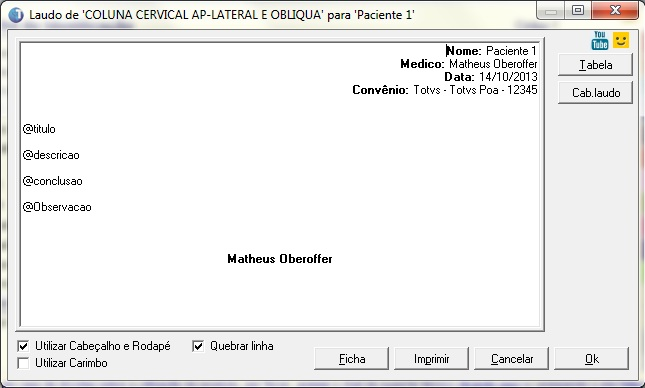 Laudo de 'COLUNA CERVICAL AP-LATERAL E OBLIQUA' para 'Paciente 1'
Nome: Paciente 1
Medico: Matheus Oberoffer
Data: 14/10/2013
Convênio: Totvs - Totvs Poa - 12345
You Tube
Tabela
Cab.laudo
@titulo
@descricao
@conclusao
@Observacao
Matheus Oberoffer
Utilizar Cabeçalho e Rodapé
Quebrar linha
Utilizar Carimbo
Ficha
Imprimir
Cancelar
Ok